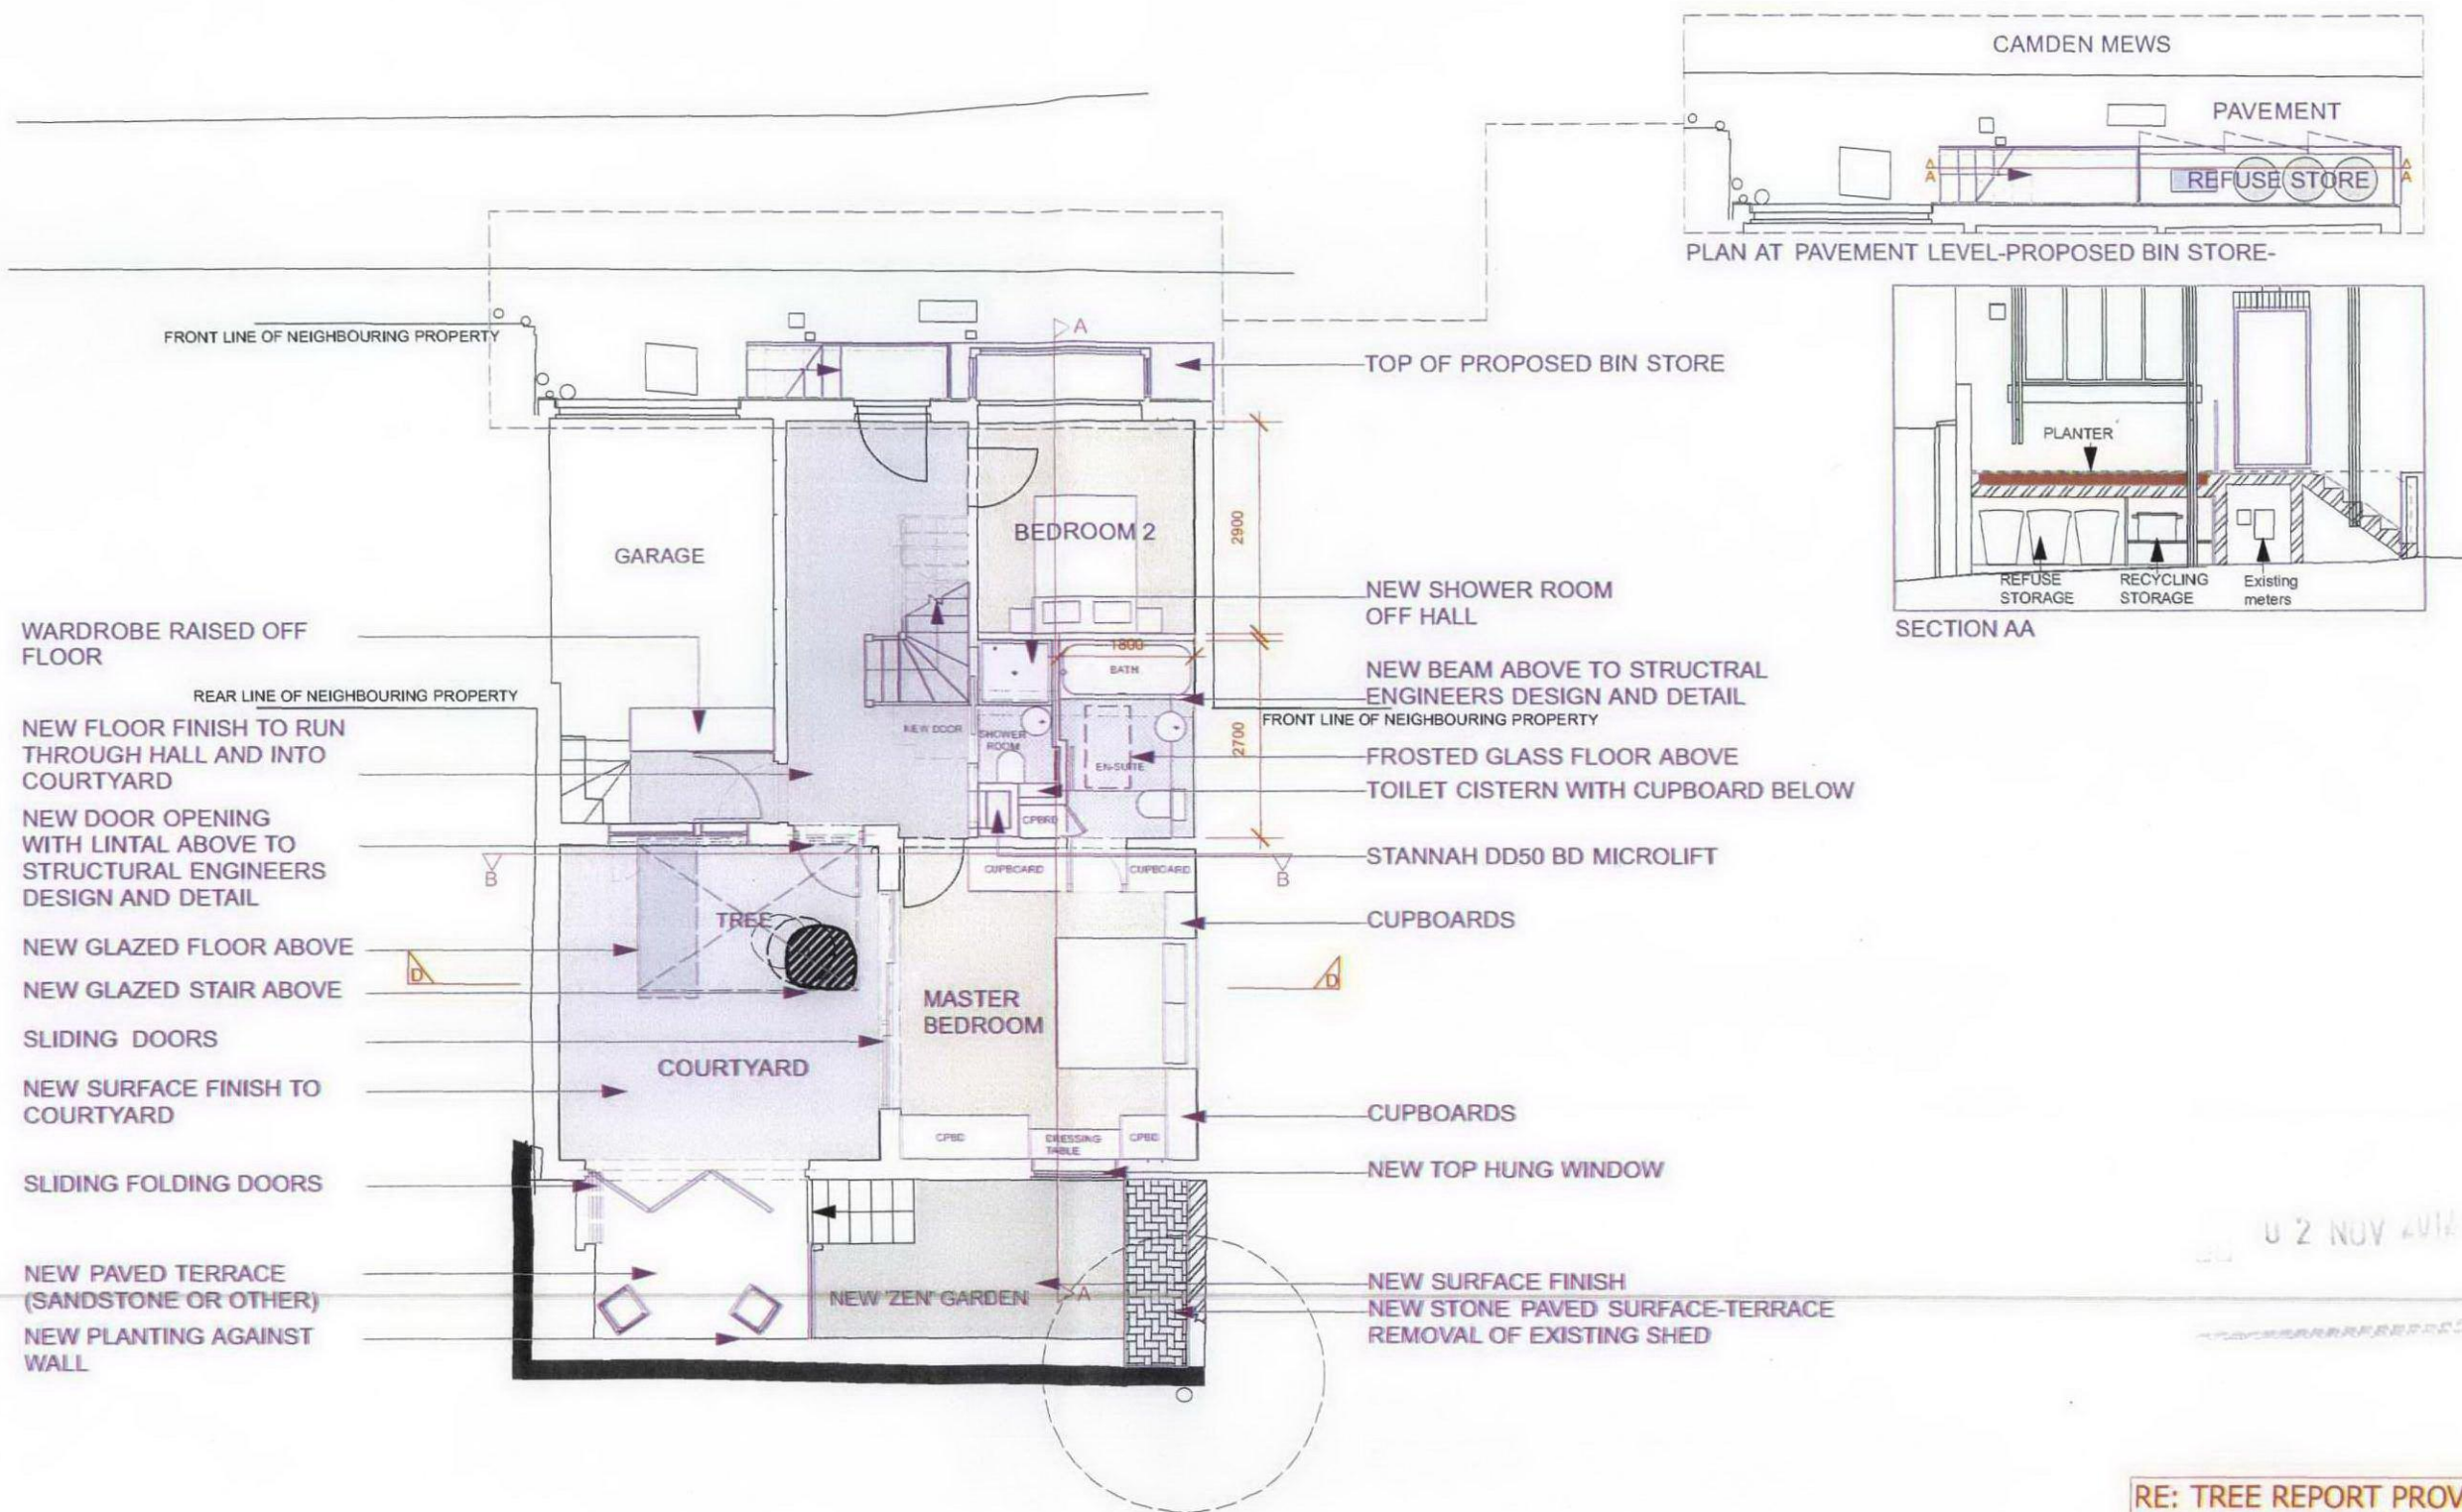 CAMDEN MEWS
PAVEMENT
A
A
REFUSE STORE
A
A
PLAN AT PAVEMENT LEVEL-PROPOSED BIN STORE-
PLANTER
REFUSE
STORAGE
RECYCLING
STORAGE
Existing
meters
SECTION AA
FRONT LINE OF NEIGHBOURING PROPERTY
A
TOP OF PROPOSED BIN STORE
GARAGE
BEDROOM 2
2900
NEW SHOWER ROOM
OFF HALL
WARDROBE RAISED OFF
FLOOR
1800
BATH
NEW BEAM ABOVE TO STRUCTRAL
ENGINEERS DESIGN AND DETAIL
REAR LINE OF NEIGHBOURING PROPERTY
FRONT LINE OF NEIGHBOURING PROPERTY
NEW FLOOR FINISH TO RUN
THROUGH HALL AND INTO
COURTYARD
NEW DOOR
SHOWER
ROOM
2700
EN-SUITE
FROSTED GLASS FLOOR ABOVE
TOILET CISTERN WITH CUPBOARD BELOW
CPBRD
NEW DOOR OPENING
WITH LINTAL ABOVE TO
STRUCTURAL ENGINEERS
DESIGN AND DETAIL
STANNAH DD50 BD MICROLIFT
B
B
CUPBOARD
CUPBOARD
TREE
CUPBOARDS
NEW GLAZED FLOOR ABOVE
D
D
NEW GLAZED STAIR ABOVE
MASTER
BEDROOM
SLIDING DOORS
COURTYARD
NEW SURFACE FINISH TO
COURTYARD
CUPBOARDS
CPBD
DRESSING
TABLE
CPBD
NEW TOP HUNG WINDOW
SLIDING FOLDING DOORS
NEW PAVED TERRACE
(SANDSTONE OR OTHER)
NEW 'ZEN' GARDEN
A
NEW SURFACE FINISH
NEW STONE PAVED SURFACE-TERRACE
REMOVAL OF EXISTING SHED
NEW PLANTING AGAINST
WALL
0 2 NOV 2012
RE: TREE REPORT PROV